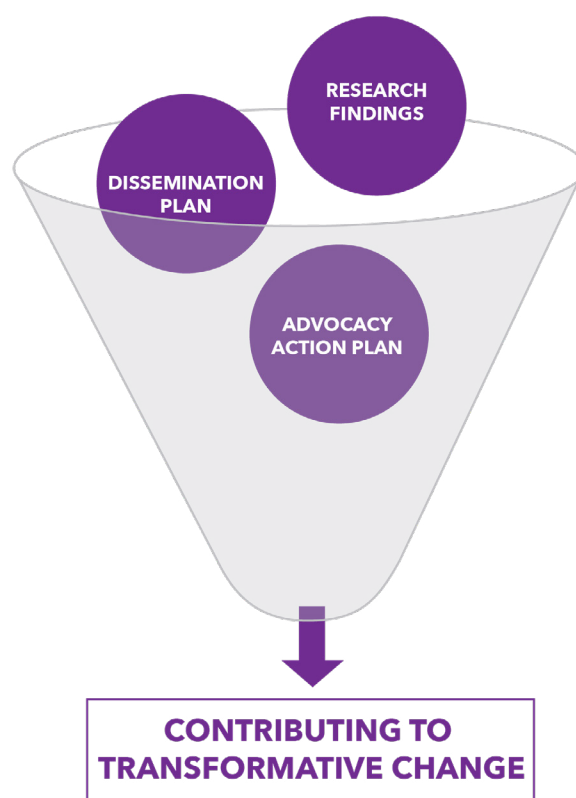 RESEARCH
FINDINGS
DISSEMINATION
PLAN
ADVOCACY
ACTION PLAN
CONTRIBUTING TO
TRANSFORMATIVE CHANGE